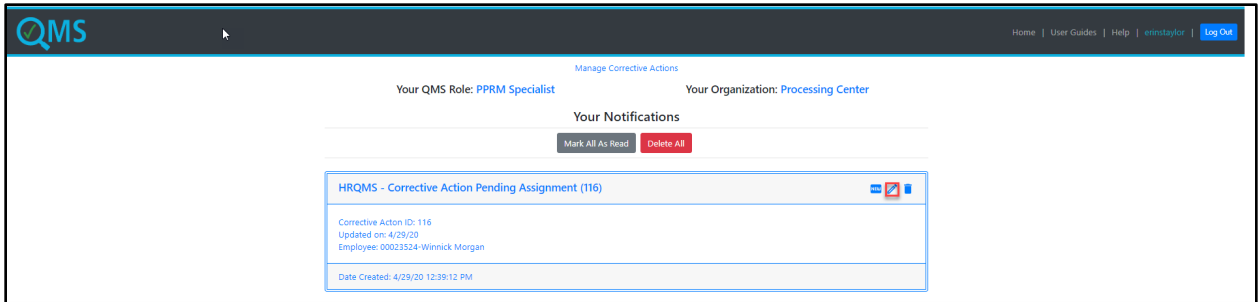 QMS
Home | User Guides | Help | erinstaylor | Log Out
Manage Corrective Actions
Your QMS Role: PPRM Specialist Your Organization: Processing Center
Your Notifications
Mark All As Read Delete All
HRQMS - Corrective Action Pending Assignment (116) NEW
Corrective Acton ID: 116
Updated on: 4/29/20
Employee: 00023524-Winnick Morgan
Date Created: 4/29/20 12:39:12 PM